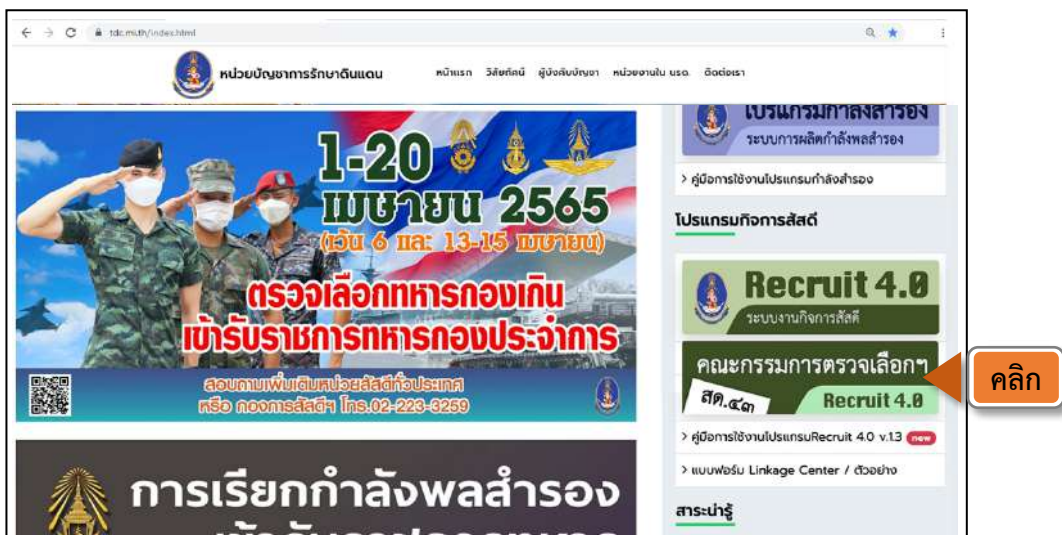 tdc.mi.th/index.html
หน่วยบัญชาการรักษาดินแดน
หน้าแรก วิสัยทัศน์ ผู้บังคับบัญชา หน่วยงานใน นรด. ติดต่อเรา
1-20
เมษายน 2565
(เว้น 6 และ 13-15 เมษายน)
ตรวจเลือกทหารกองเกิน
เข้ารับราชการทหารกองประจำการ
สอบถามเพิ่มเติมหน่วยสัสดีทั่วประเทศ
หรือ กองการสัสดีฯ โทร.02-223-3259
การเรียกกำลังพลสำรอง
โปรแกรมกำลังสำรอง
ระบบการผลิตกำลังพลสำรอง
> คู่มือการใช้งานโปรแกรมกำลังสำรอง
โปรแกรมกิจการสัสดี
Recruit 4.0
ระบบงานกิจการสัสดี
คณะกรรมการตรวจเลือกฯ
สด.๔๓
Recruit 4.0
> คู่มือการใช้งานโปรแกรมRecruit 4.0 v.1.3 new
> แบบฟอร์ม Linkage Center / ตัวอย่าง
สาระน่ารู้
คลิก